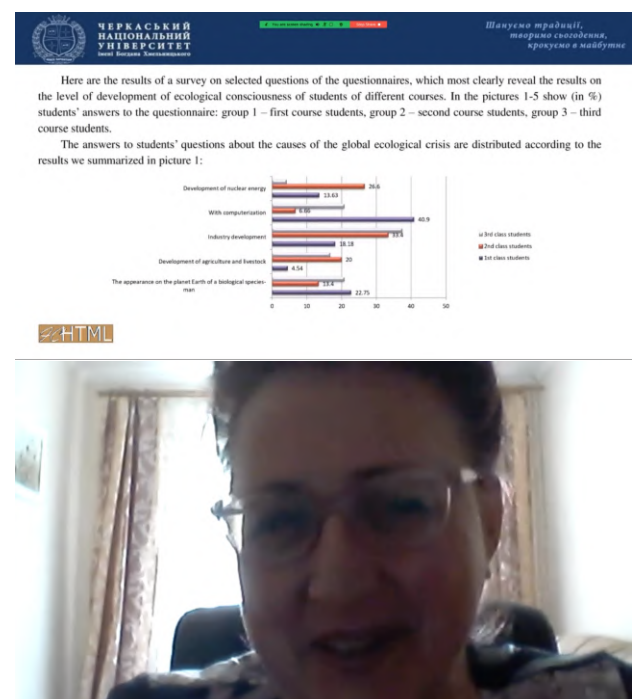 ЧЕРКАСЬКИЙ
НАЦІОНАЛЬНИЙ
УНІВЕРСИТЕТ
імені Богдана Хмельницького
Шануємо традиції,
творимо сьогодення,
крокуємо в майбутнє
Here are the results of a survey on selected questions of the questionnaires, which most clearly reveal the results on
the level of development of ecological consciousness of students of different courses. In the pictures 1-5 show (in %)
students' answers to the questionnaire: group 1 – first course students, group 2 – second course students, group 3 – third
course students.
The answers to students' questions about the causes of the global ecological crisis are distributed according to the
results we summarized in picture 1:
Development of nuclear energy
26.6
13.63
With computerization
6.66
40.9
Industry development
33.4
18.18
Development of agriculture and livestock
20
4.54
The appearance on the planet Earth of a biological species-
man
13.4
22.75
0 10 20 30 40 50
3rd class students
2nd class students
1st class students
HTML